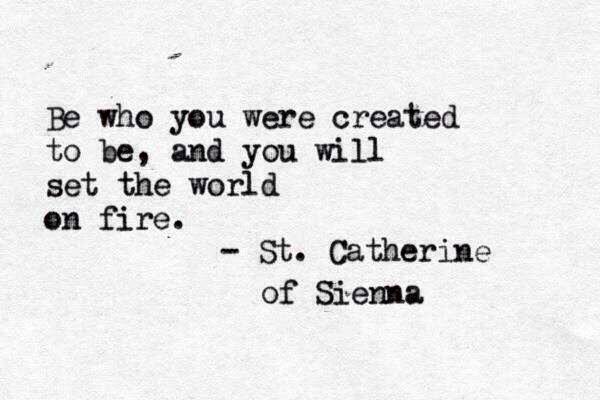 Be who you were created
to be, and you will
set the world
on fire.
- St. Catherine
of Sienna